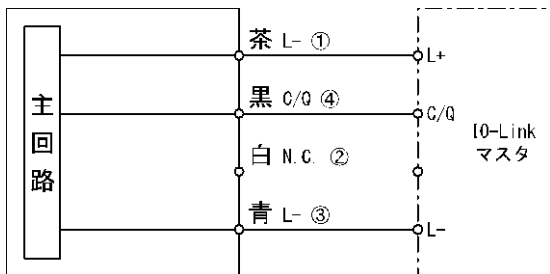 茶 L- ①
L+
黒 C/Q ④
C/Q
主回路
白 N.C. ②
IO-Link
マスタ
青 L- ③
L-